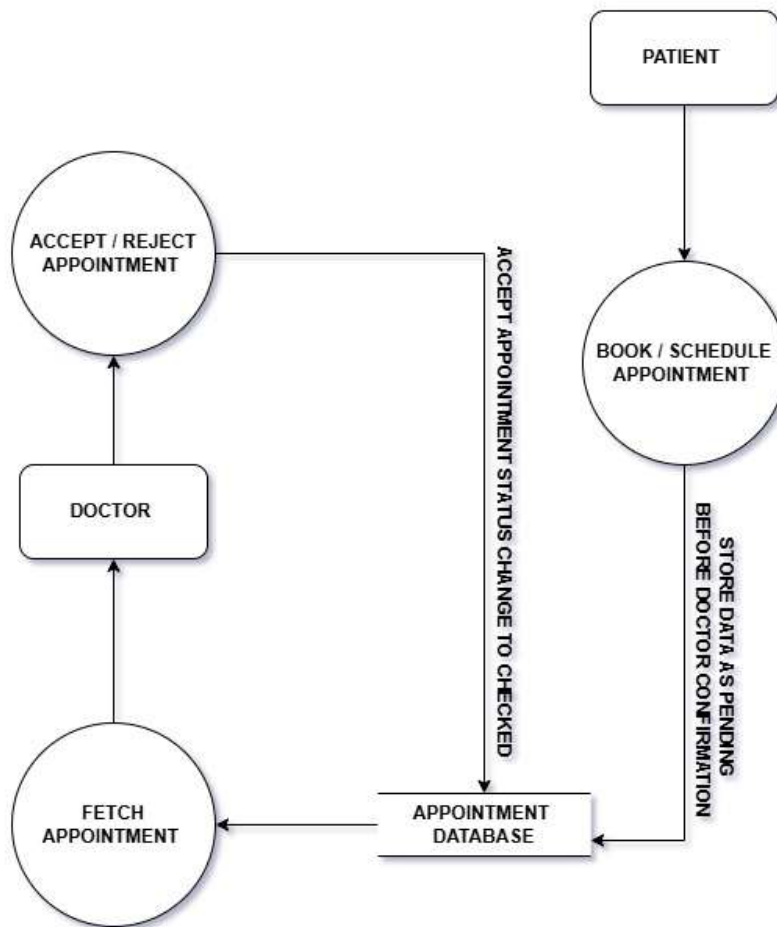 PATIENT
ACCEPT / REJECT
APPOINTMENT
ACCEPT APPOINTMENT STATUS CHANGE TO CHECKED
BOOK / SCHEDULE
APPOINTMENT
DOCTOR
STORE DATA AS PENDING
BEFORE DOCTOR CONFIRMATION
FETCH
APPOINTMENT
APPOINTMENT
DATABASE